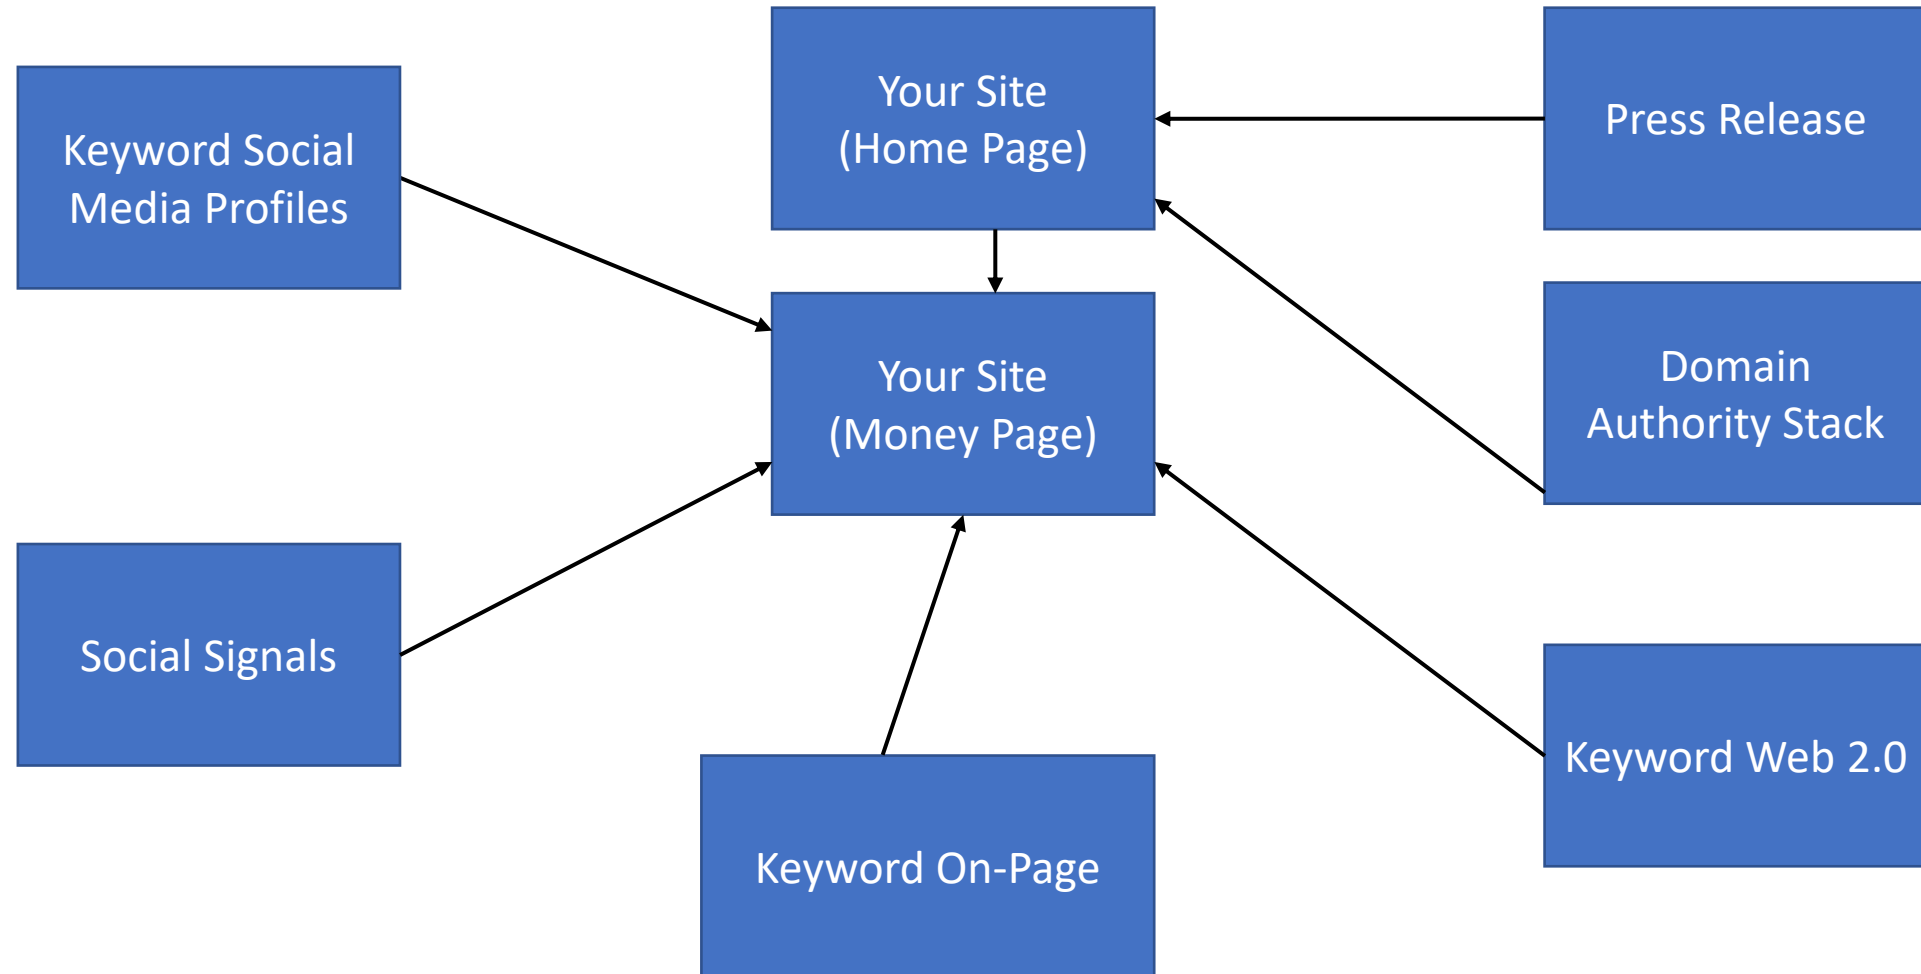 Your Site
(Home Page)
Press Release
Keyword Social
Media Profiles
Your Site
(Money Page)
Domain
Authority Stack
Social Signals
Keyword Web 2.0
Keyword On-Page